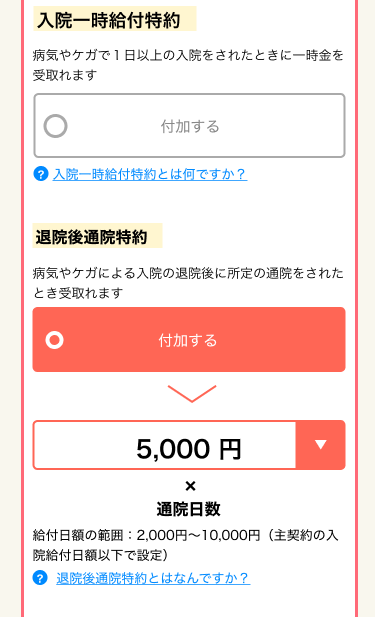 入院一時給付特約
病気やケガで１日以上の入院をされたときに一時金を
受取れます
付加する
? 入院一時給付特約とは何ですか？
退院後通院特約
病気やケガによる入院の退院後に所定の通院をされた
とき受取れます
付加する
5,000 円 ▼
×
通院日数
給付日額の範囲：2,000円〜10,000円（主契約の入
院給付日額以下で設定）
? 退院後通院特約とはなんですか？